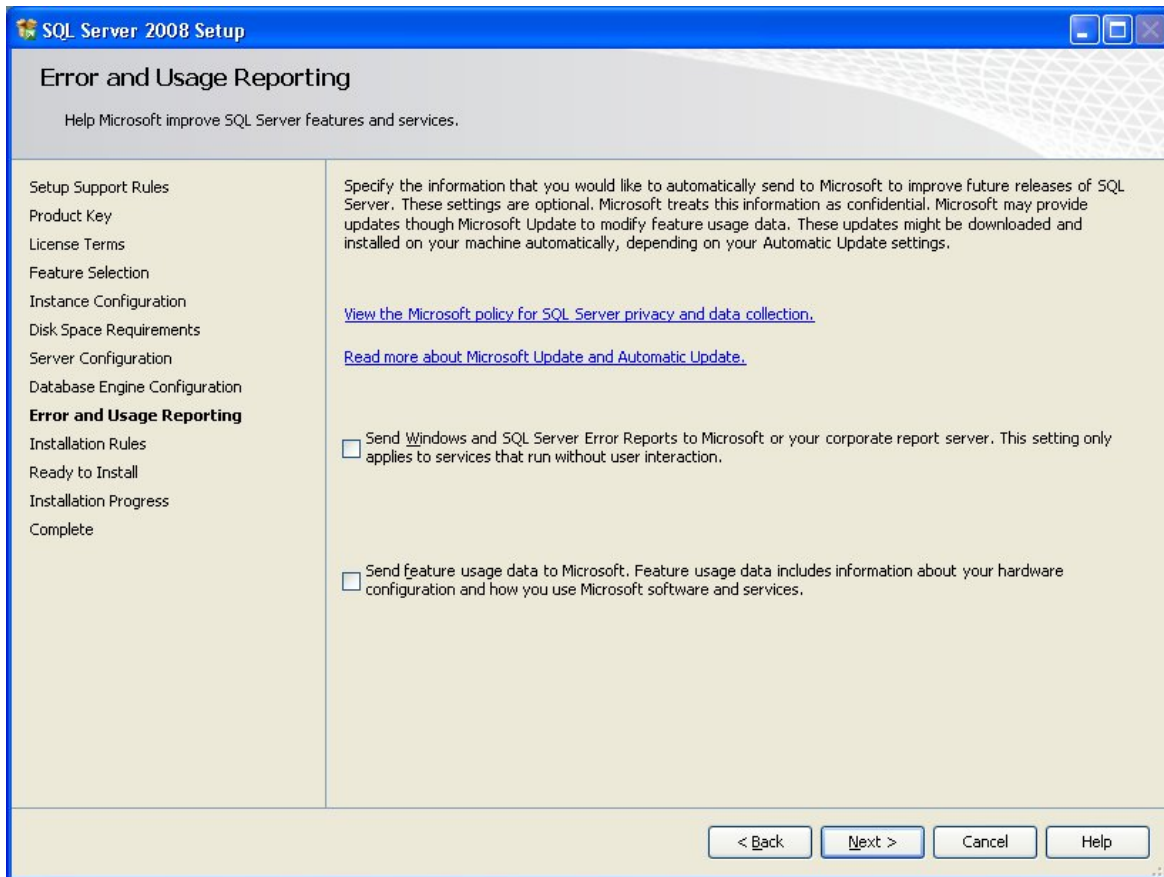 SQL Server 2008 Setup
Error and Usage Reporting
Help Microsoft improve SQL Server features and services.
Setup Support Rules
Product Key
License Terms
Feature Selection
Instance Configuration
Disk Space Requirements
Server Configuration
Database Engine Configuration
Error and Usage Reporting
Installation Rules
Ready to Install
Installation Progress
Complete
Specify the information that you would like to automatically send to Microsoft to improve future releases of SQL
Server. These settings are optional. Microsoft treats this information as confidential. Microsoft may provide
updates though Microsoft Update to modify feature usage data. These updates might be downloaded and
installed on your machine automatically, depending on your Automatic Update settings.
View the Microsoft policy for SQL Server privacy and data collection.
Read more about Microsoft Update and Automatic Update.
Send Windows and SQL Server Error Reports to Microsoft or your corporate report server. This setting only
applies to services that run without user interaction.
Send feature usage data to Microsoft. Feature usage data includes information about your hardware
configuration and how you use Microsoft software and services.
< Back
Next >
Cancel
Help